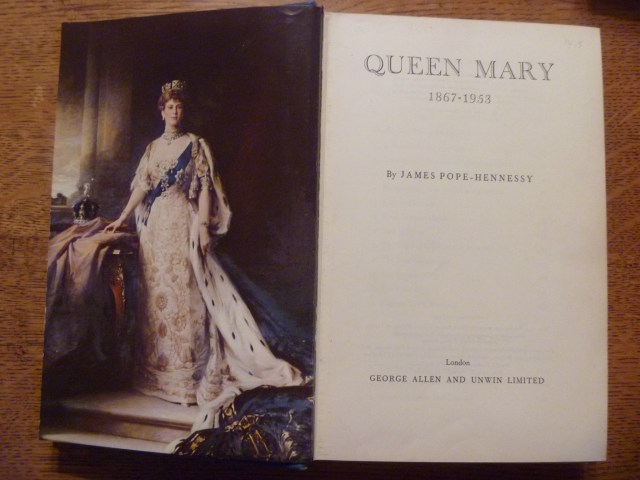 QUEEN MARY
1867-1953
By JAMES POPE-HENNESSY
London
GEORGE ALLEN AND UNWIN LIMITED